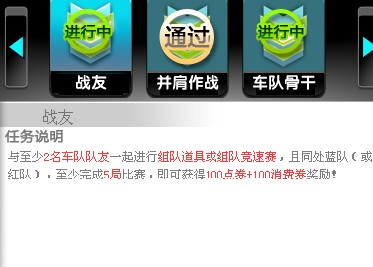 进行中 通过 进行中
战友 并肩作战 车队骨干
战友
任务说明
与至少2名车队队友一起进行组队道具或组队竞速赛，且同处蓝队（或
红队），至少完成5局比赛，即可获得100点券+100消费券奖励！